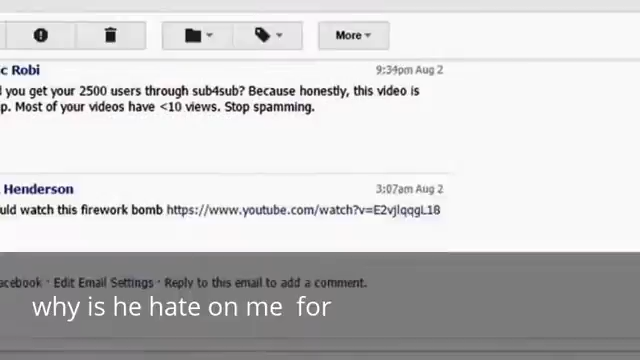 More
c Robi 9:34pm Aug 2
l you get your 2500 users through sub4sub? Because honestly, this video is
p. Most of your videos have <10 views. Stop spamming.
Henderson 3:07am Aug 2
uld watch this firework bomb https://www.youtube.com/watch?v=E2vjlqqgL18
acebook · Edit Email Settings · Reply to this email to add a comment.
why is he hate on me for